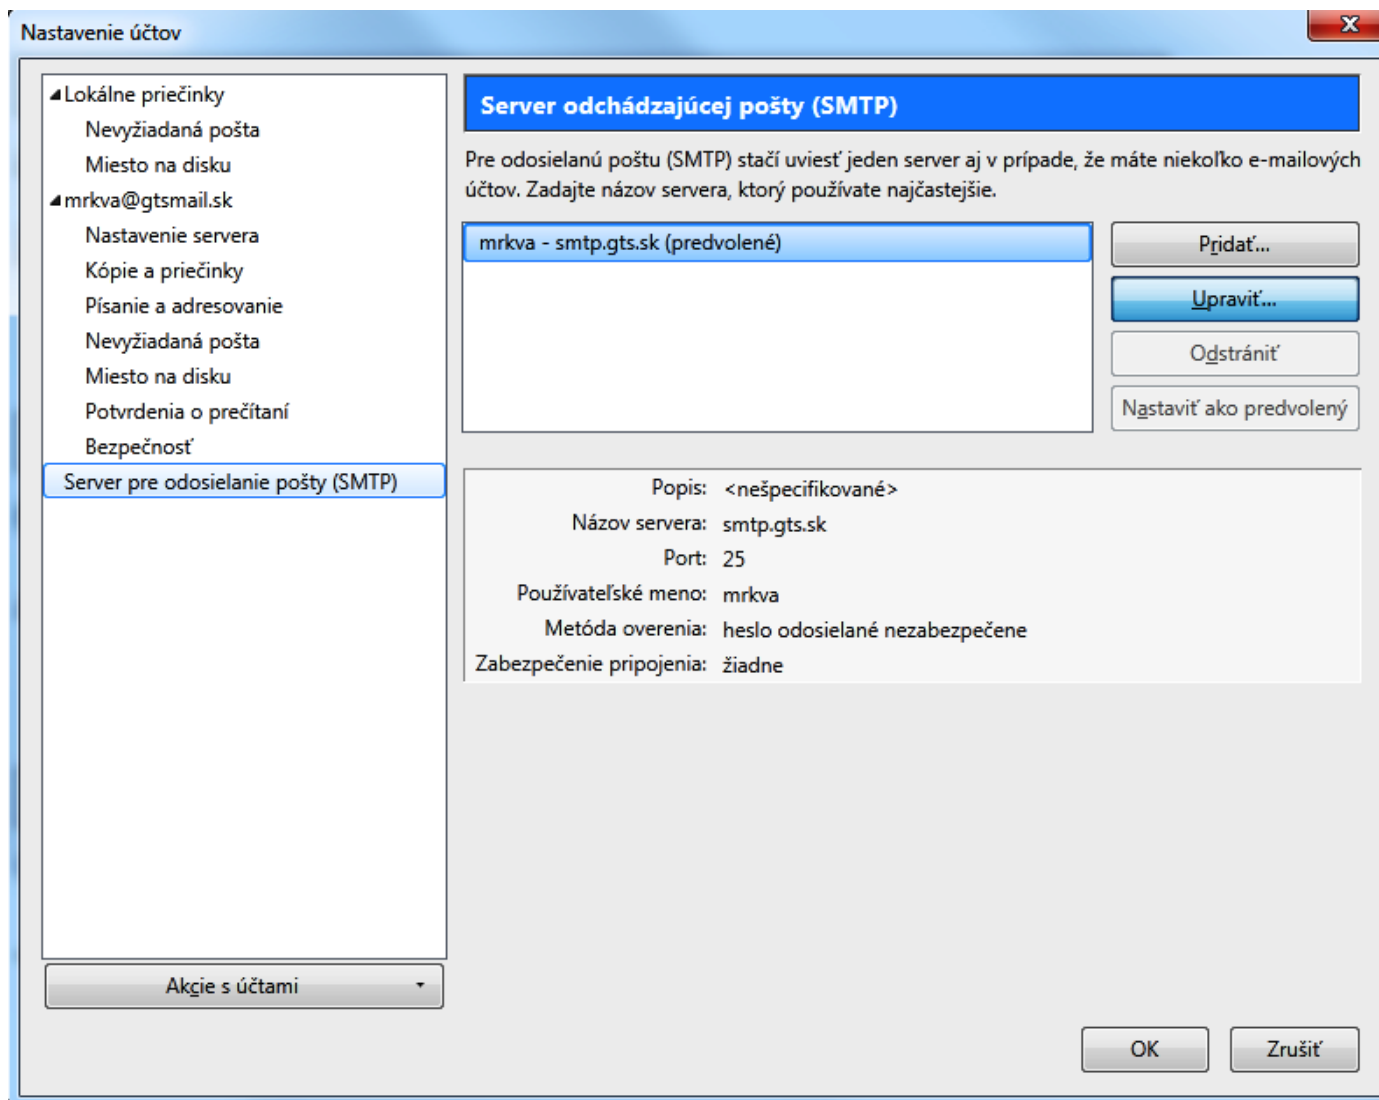 Nastavenie účtov
Lokálne priečinky
Nevyžiadaná pošta
Miesto na disku
mrkva@gtsmail.sk
Nastavenie servera
Kópie a priečinky
Písanie a adresovanie
Nevyžiadaná pošta
Miesto na disku
Potvrdenia o prečítaní
Bezpečnosť
Server pre odosielanie pošty (SMTP)
Akcie s účtami
Server odchádzajúcej pošty (SMTP)
Pre odosielanú poštu (SMTP) stačí uviesť jeden server aj v prípade, že máte niekoľko e-mailových
účtov. Zadajte názov servera, ktorý používate najčastejšie.
mrkva - smtp.gts.sk (predvolené)
Pridať...
Upraviť...
Odstrániť
Nastaviť ako predvolený
Popis: <nešpecifikované>
Názov servera: smtp.gts.sk
Port: 25
Používateľské meno: mrkva
Metóda overenia: heslo odosielané nezabezpečene
Zabezpečenie pripojenia: žiadne
OK
Zrušiť